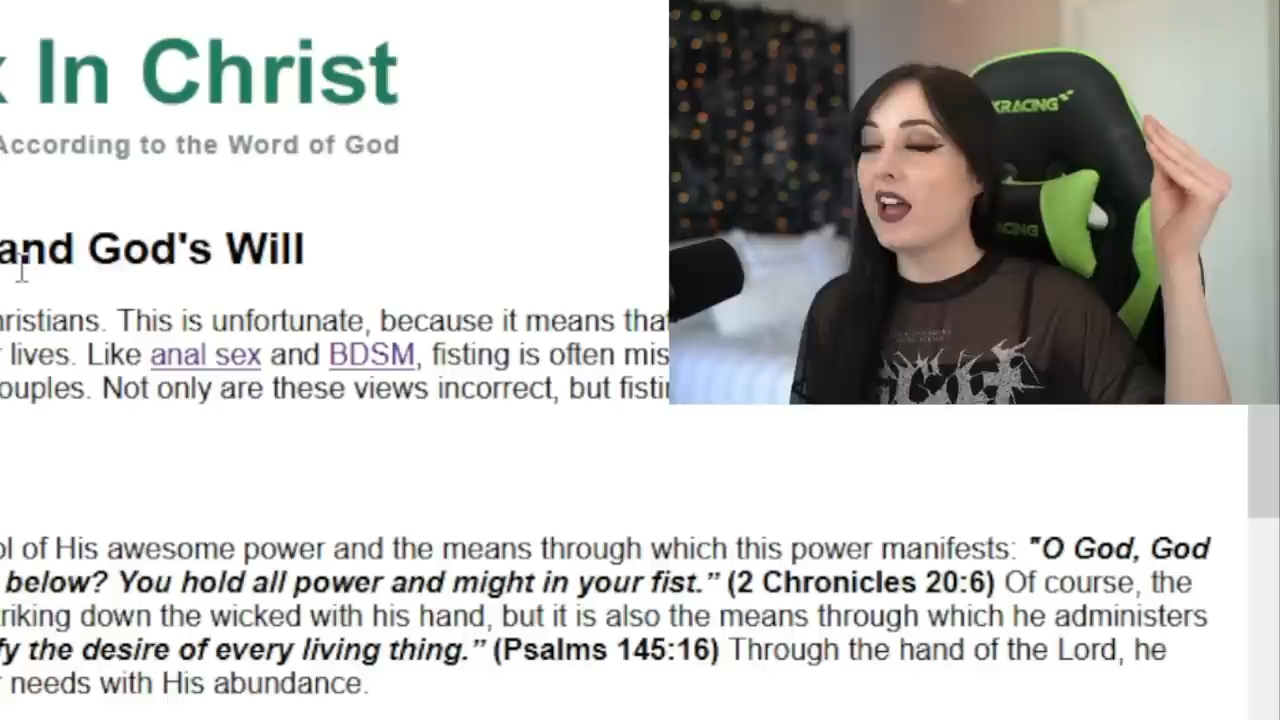 In Christ
According to the Word of God
and God's Will
hristians. This is unfortunate, because it means that
lives. Like anal sex and BDSM, fisting is often mis
ouples. Not only are these views incorrect, but fisti
ol of His awesome power and the means through which this power manifests: "O God, God
below? You hold all power and might in your fist.” (2 Chronicles 20:6) Of course, the
riking down the wicked with his hand, but it is also the means through which he administers
fy the desire of every living thing.” (Psalms 145:16) Through the hand of the Lord, he
needs with His abundance.
KRACING